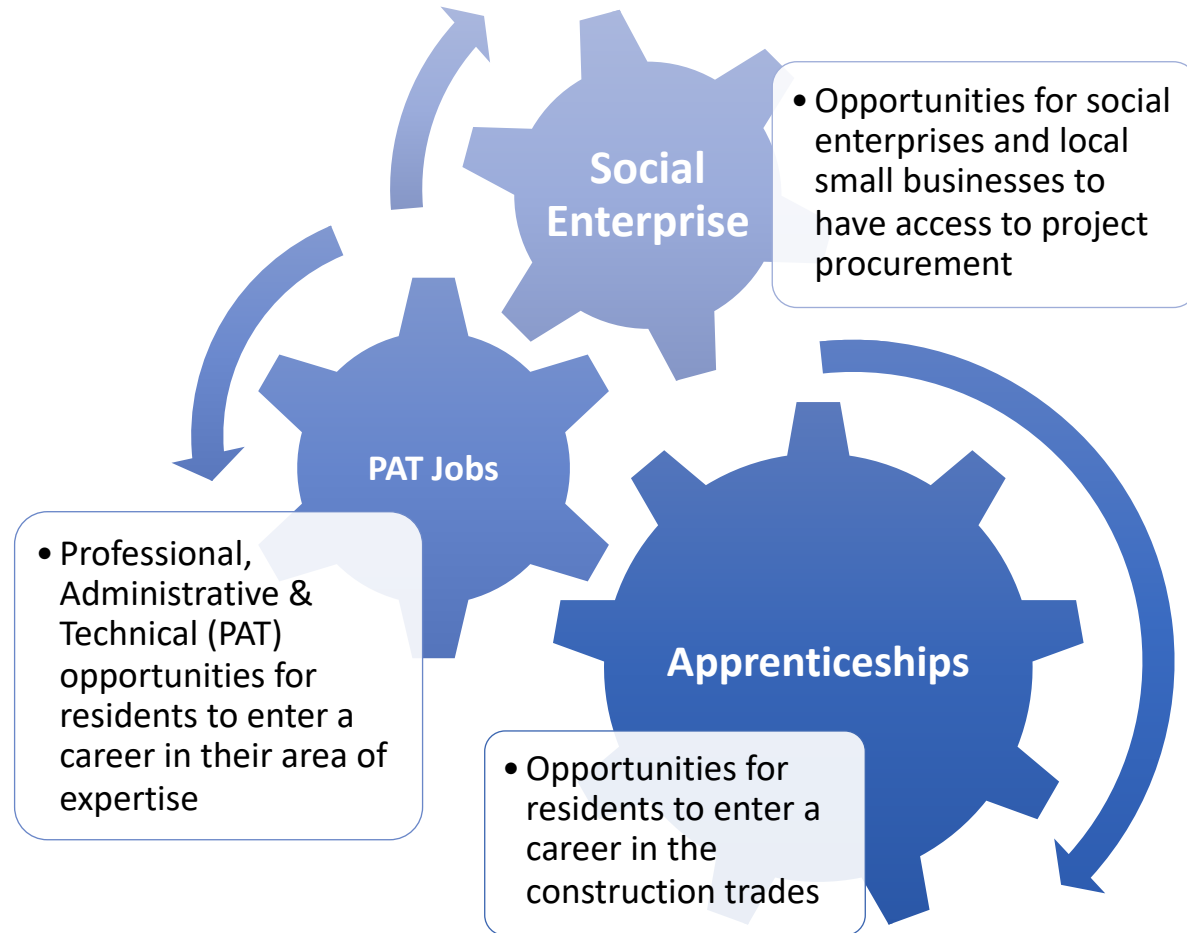 Social
Enterprise
• Opportunities for social
enterprises and local
small businesses to
have access to project
procurement
PAT Jobs
• Professional,
Administrative &
Technical (PAT)
opportunities for
residents to enter a
career in their area of
expertise
Apprenticeships
• Opportunities for
residents to enter a
career in the
construction trades